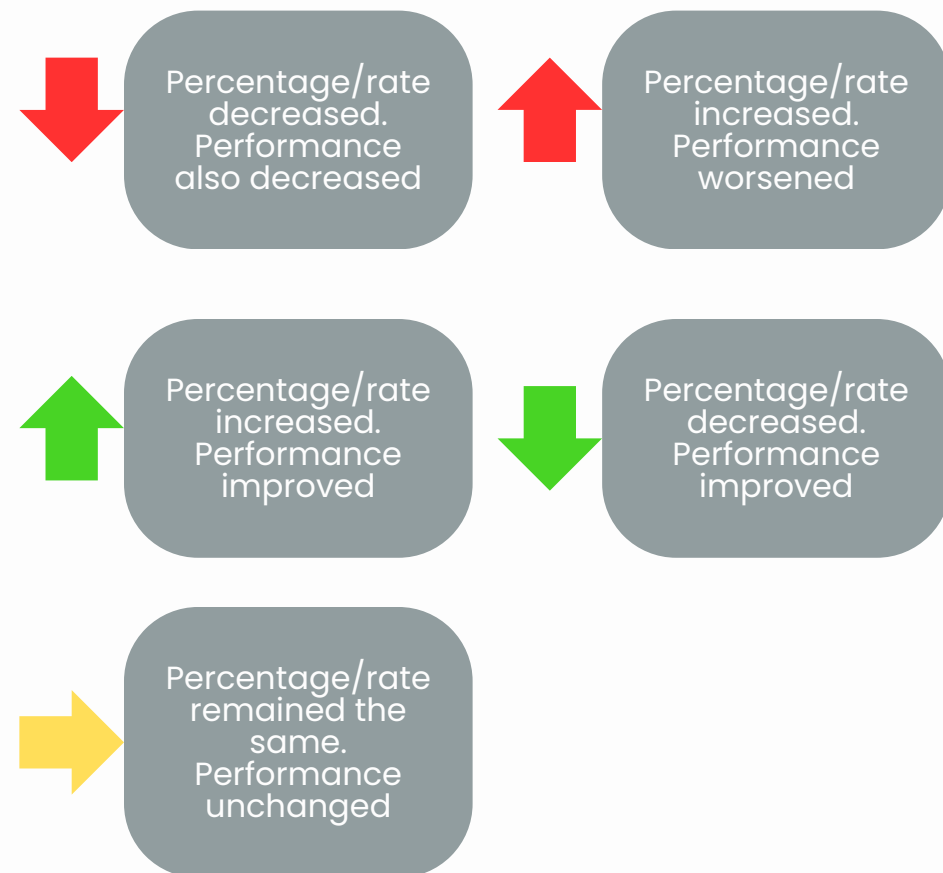 Percentage/rate
decreased.
Performance
also decreased
Percentage/rate
increased.
Performance
worsened
Percentage/rate
increased.
Performance
improved
Percentage/rate
decreased.
Performance
improved
Percentage/rate
remained the
same.
Performance
unchanged